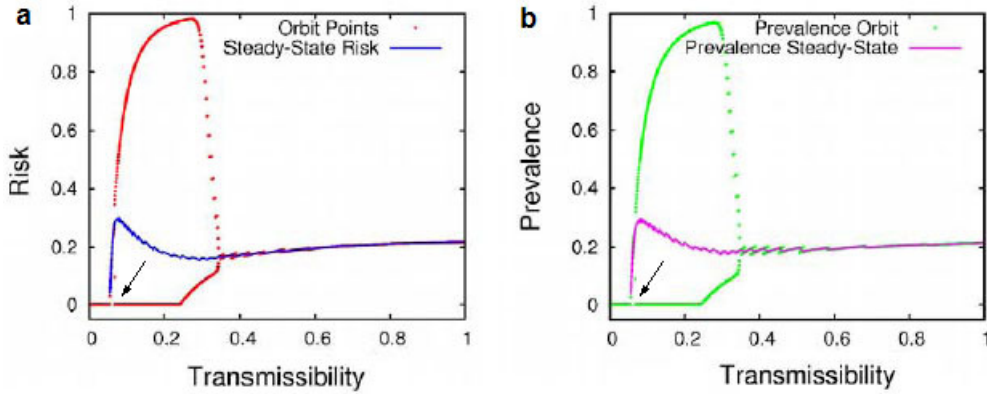 a
Orbit Points
Steady-State Risk
1
0.8
0.6
0.4
0.2
0
Risk
0 0.2 0.4 0.6 0.8 1
Transmissibility
b
Prevalence Orbit
Prevalence Steady-State
1
0.8
0.6
0.4
0.2
0
Prevalence
0 0.2 0.4 0.6 0.8 1
Transmissibility